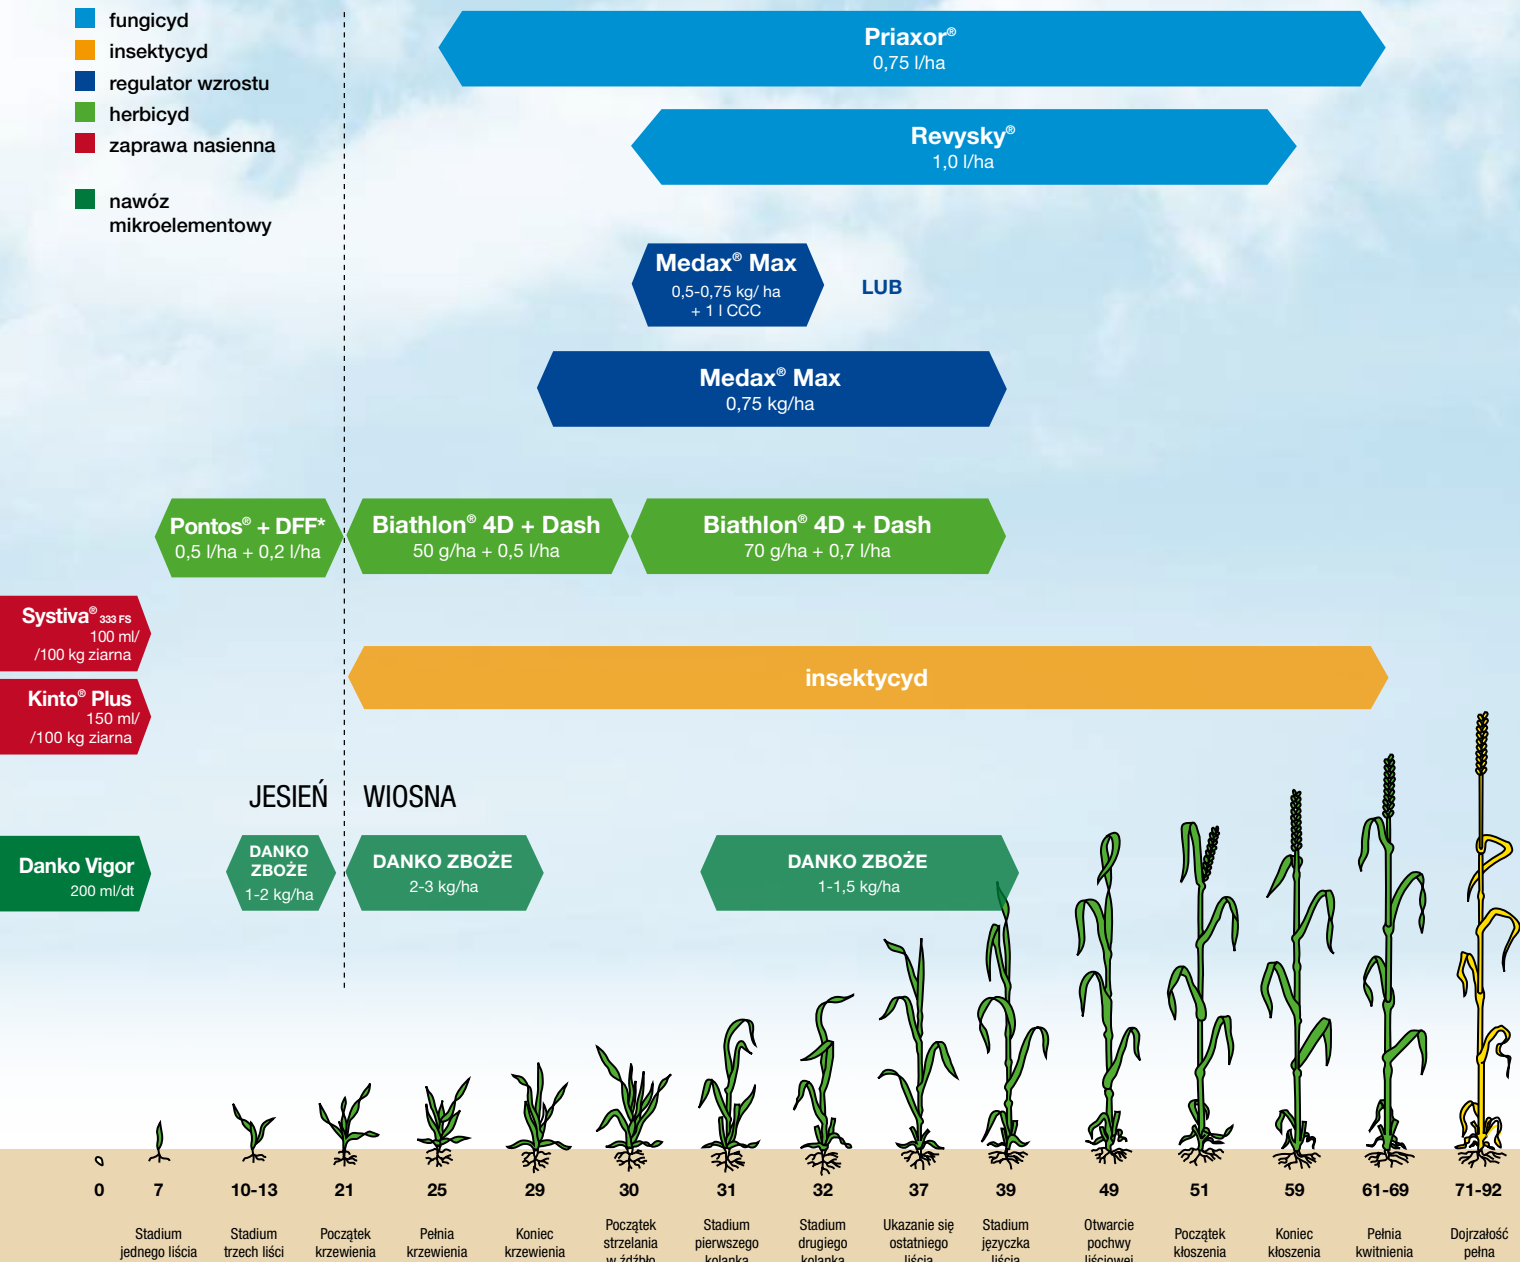 fungicyd
insektycyd
regulator wzrostu
herbicyd
zaprawa nasienna
nawóz
mikroelementowy
Priaxor®
0,75 l/ha
Revysky®
1,0 l/ha
Medax® Max
0,5-0,75 kg/ ha
+ 1 l CCC
LUB
Medax® Max
0,75 kg/ha
Pontos® + DFF*
0,5 l/ha + 0,2 l/ha
Biathlon® 4D + Dash
50 g/ha + 0,5 l/ha
Biathlon® 4D + Dash
70 g/ha + 0,7 l/ha
Systiva® 333 FS
100 ml/
/100 kg ziarna
insektycyd
Kinto® Plus
150 ml/
/100 kg ziarna
JESIEŃ
WIOSNA
Danko Vigor
200 ml/dt
DANKO
ZBOŻE
1-2 kg/ha
DANKO ZBOŻE
2-3 kg/ha
DANKO ZBOŻE
1-1,5 kg/ha
0
7
10-13
21
25
29
30
31
32
37
39
49
51
59
61-69
71-92
Stadium
jednego liścia
Stadium
trzech liści
Początek
krzewienia
Pełnia
krzewienia
Koniec
krzewienia
Początek
strzelania
w źdźbło
Stadium
pierwszego
kolanka
Stadium
drugiego
kolanka
Ukazanie się
ostatniego
liścia
Stadium
języczka
liścia
Otwarcie
pochwy
liściowej
Początek
kłoszenia
Koniec
kłoszenia
Pełnia
kwitnienia
Dojrzałość
pełna